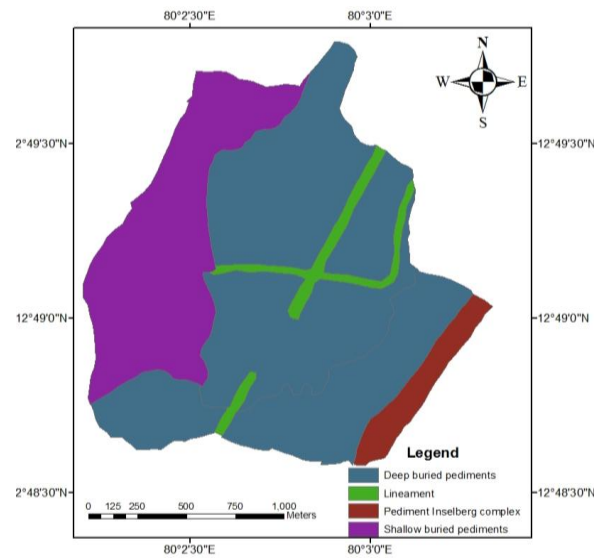 80°2'30"E 80°3'0"E
N
W E
S
2°49'30"N 12°49'30"N
12°49'0"N 12°49'0"N
2°48'30"N 12°48'30"N
Legend
Deep buried pediments
Lineament
Pediment Inselberg complex
Shallow buried pediments
0 125 250 500 750 1,000
Meters
80°2'30"E 80°3'0"E